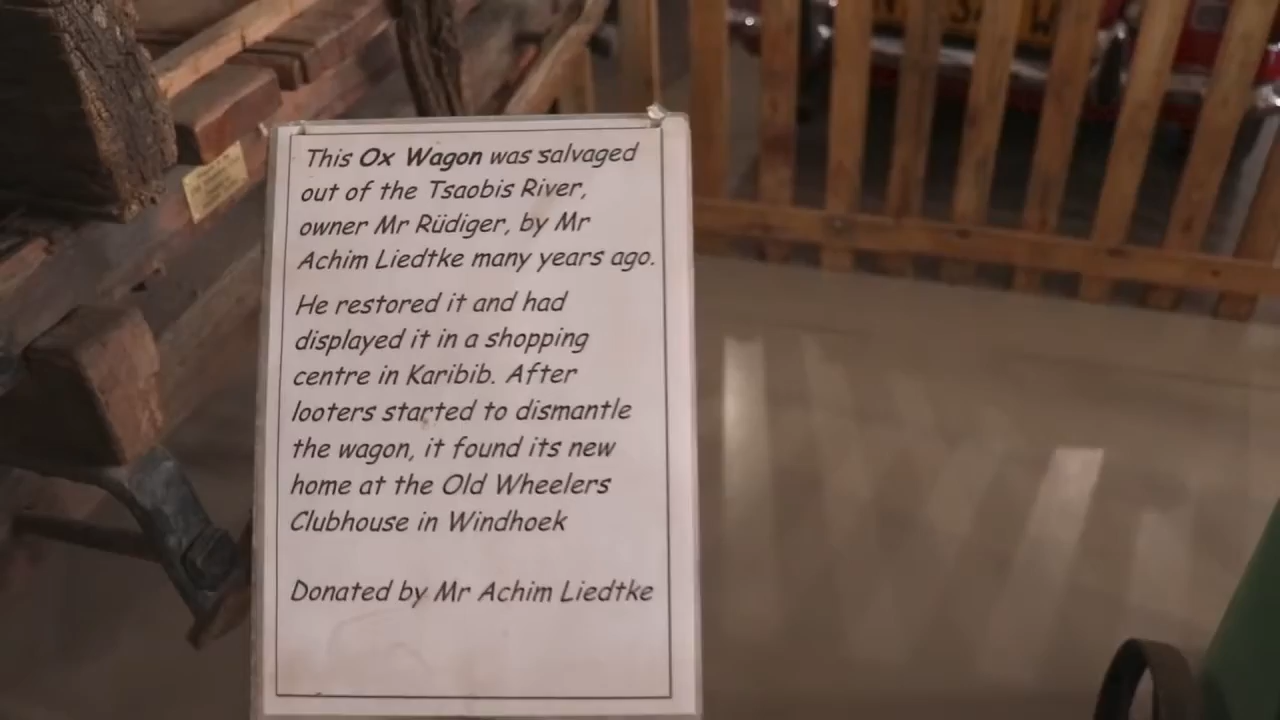 This Ox Wagon was salvaged
out of the Tsaobis River,
owner Mr Rüdiger, by Mr
Achim Liedtke many years ago.
He restored it and had
displayed it in a shopping
centre in Karibib. After
looters started to dismantle
the wagon, it found its new
home at the Old Wheelers
Clubhouse in Windhoek
Donated by Mr Achim Liedtke